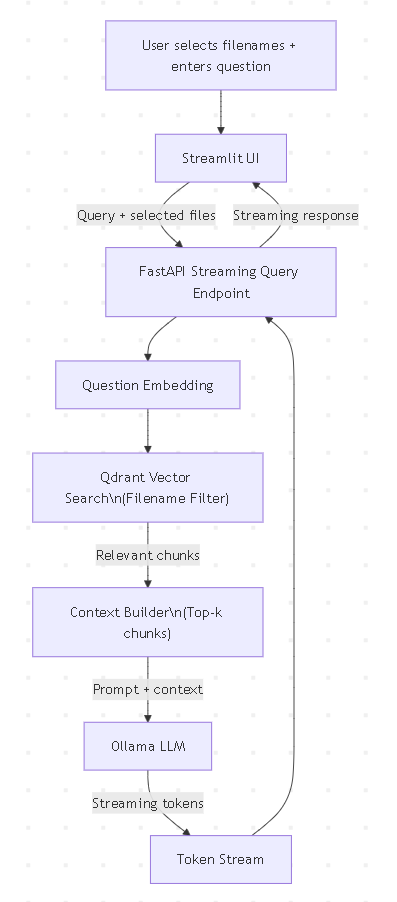 User selects filenames +
enters question
Streamlit UI
Query + selected files
Streaming response
FastAPI Streaming Query
Endpoint
Question Embedding
Qdrant Vector
Search\n(Filename Filter)
Relevant chunks
Context Builder\n(Top-k
chunks)
Prompt + context
Ollama LLM
Streaming tokens
Token Stream